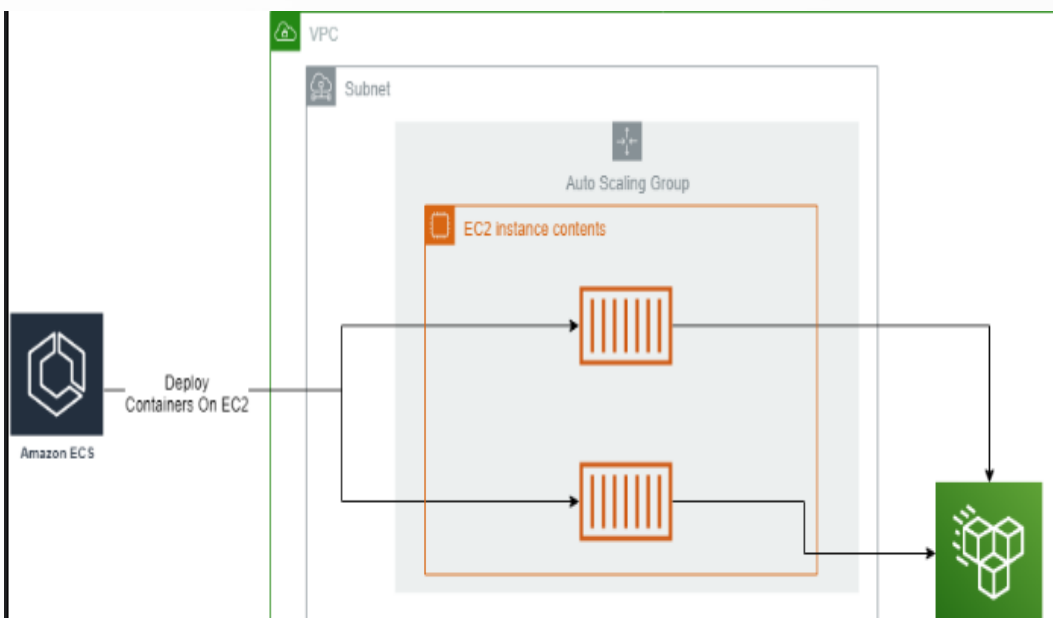 VPC
Subnet
Auto Scaling Group
EC2 instance contents
Deploy
Containers On EC2
Amazon ECS